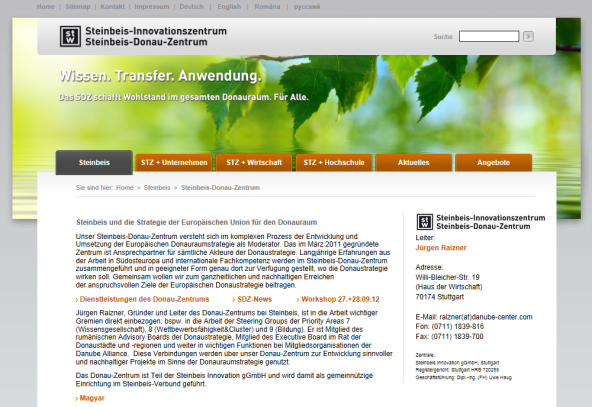 Home | Sitemap | Kontakt | Impressum | Deutsch | English | Româna | русский
Steinbeis-Innovationszentrum
Steinbeis-Donau-Zentrum
Suche
Wissen. Transfer. Anwendung.
Das SDZ schafft Wohlstand im gesamten Donauraum. Für Alle.
Steinbeis STZ + Unternehmen STZ + Wirtschaft STZ + Hochschule Aktuelles Angebote
Sie sind hier: Home > Steinbeis > Steinbeis-Donau-Zentrum
Steinbeis und die Strategie der Europäischen Union für den Donauraum
Unser Steinbeis-Donau-Zentrum versteht sich im komplexen Prozess der Entwicklung und
Umsetzung der Europäischen Donauraumstrategie als Moderator. Das im März 2011 gegründete
Zentrum ist Ansprechpartner für sämtliche Akteure der Donaustrategie. Langjährige Erfahrungen aus
der Arbeit in Südosteuropa und internationale Fachkompetenz werden im Steinbeis-Donau-Zentrum
zusammengeführt und in geeigneter Form genau dort zur Verfügung gestellt, wo die Donaustrategie
wirken soll. Gemeinsam wollen wir zum ganzheitlichen und nachhaltigen Erreichen
der anspruchsvollen Ziele der Europäischen Donaustrategie beitragen.
› Dienstleistungen des Donau-Zentrums › SDZ-News › Workshop 27.+28.09.12
Jürgen Raizner, Gründer und Leiter des Donau-Zentrums bei Steinbeis, ist in die Arbeit wichtiger
Gremien direkt einbezogen: bspw. in die Arbeit der Steering Groups der Priority Areas 7
(Wissensgesellschaft), 8 (Wettbewerbsfähigkeit&Cluster) und 9 (Bildung). Er ist Mitglied des
rumänischen Advisory Boards der Donaustrategie, Mitglied des Executive Board im Rat der
Donaustädte und -regionen und weiter in wichtigen Funktionen bei Mitgliedsorganisationen der
Danube Alliance. Diese Verbindungen werden über unser Donau-Zentrum zur Entwicklung sinnvoller
und nachhaltiger Projekte im Sinne der Donauraumstrategie genutzt.
Das Donau-Zentrum ist Teil der Steinbeis Innovation gGmbH und wird damit als gemeinnützige
Einrichtung im Steinbeis-Verbund geführt.
› Magyar
Steinbeis-Innovationszentrum
Steinbeis-Donau-Zentrum
Leiter:
Jürgen Raizner
Adresse:
Willi-Bleicher-Str. 19
(Haus der Wirtschaft)
70174 Stuttgart
E-Mail: raizner(at)danube-center.com
Fon: (0711) 1839-816
Fax: (0711) 1839-700
Zentrale:
Steinbeis Innovation gGmbH, Stuttgart
Registergericht: Stuttgart HRB 720255
Geschäftsführung: Dipl.-Ing. (FH) Uwe Haug